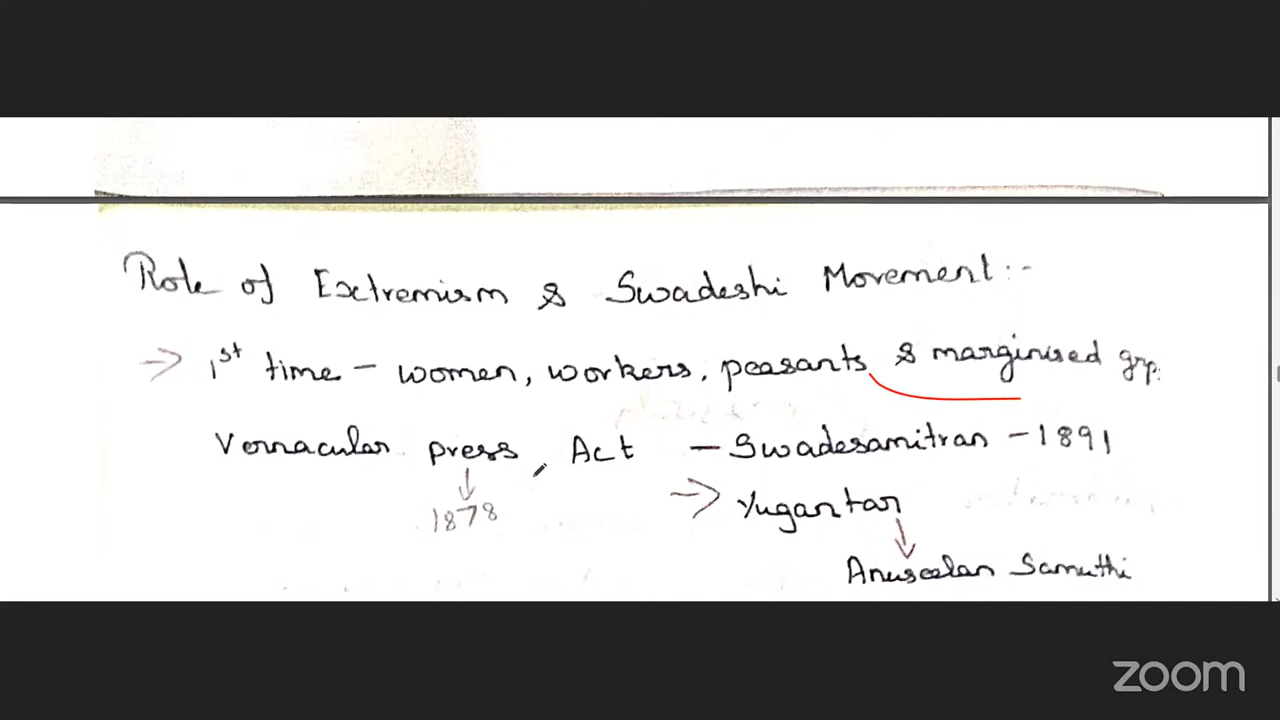 Role of Extremism & Swadeshi Movement:-
→ 1st time - women, workers, peasants & marginised grp.
Vernacular press, Act - Swadesamitran - 1891
↓
1878
→ Yugantar
↓
Anuseelan Samuthi
zoom